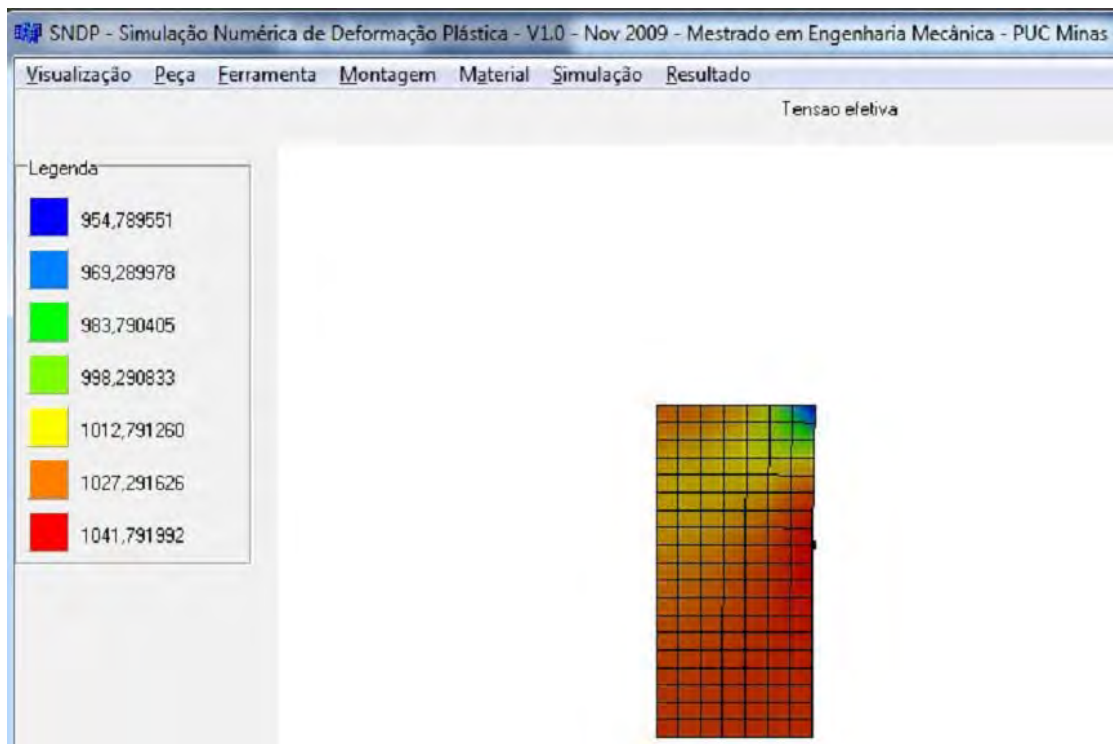 SNDP - Simulação Numérica de Deformação Plástica - V1.0 - Nov 2009 - Mestrado em Engenharia Mecânica - PUC Minas
Visualização Peça Ferramenta Montagem Material Simulação Resultado
Tensao efetiva
Legenda
954,789551
969,289978
983,790405
998,290833
1012,791260
1027,291626
1041,791992